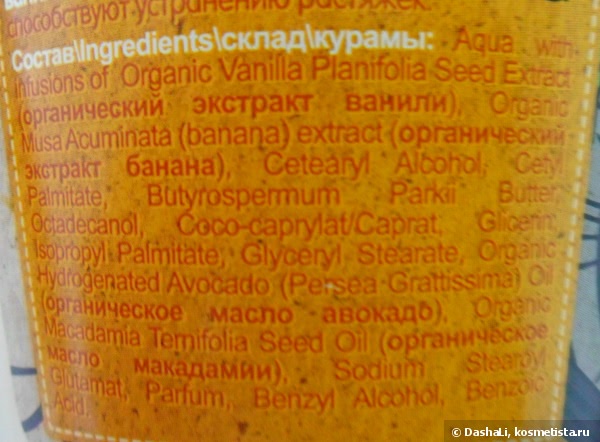 способствуют устранению растяжек.
Состав\Ingredients\склад\курамы: Aqua with
infusions of Organic Vanilla Planifolia Seed Extract
(органический экстракт ванили), Organic
Musa Acuminata (banana) extract (органический
экстракт банана), Cetearyl Alcohol, Cetyl
Palmitate, Butyrospermum Parkii Butter,
Octadecanol, Coco-caprylat/Caprat, Glicerin,
Isopropyl Palmitate, Glyceryl Stearate, Organic
Hydfogenated Avocado (Persea Grattissima) Oil
(органическое масло авокадо), Organic
Macadamia Ternifolia Seed Oil (органическое
масло макадамии), Sodium Stearoyl
Glutamat, Parfum, Benzyl Alcohol, Benzoic
Acid.
© DashaLi, kosmetista.ru